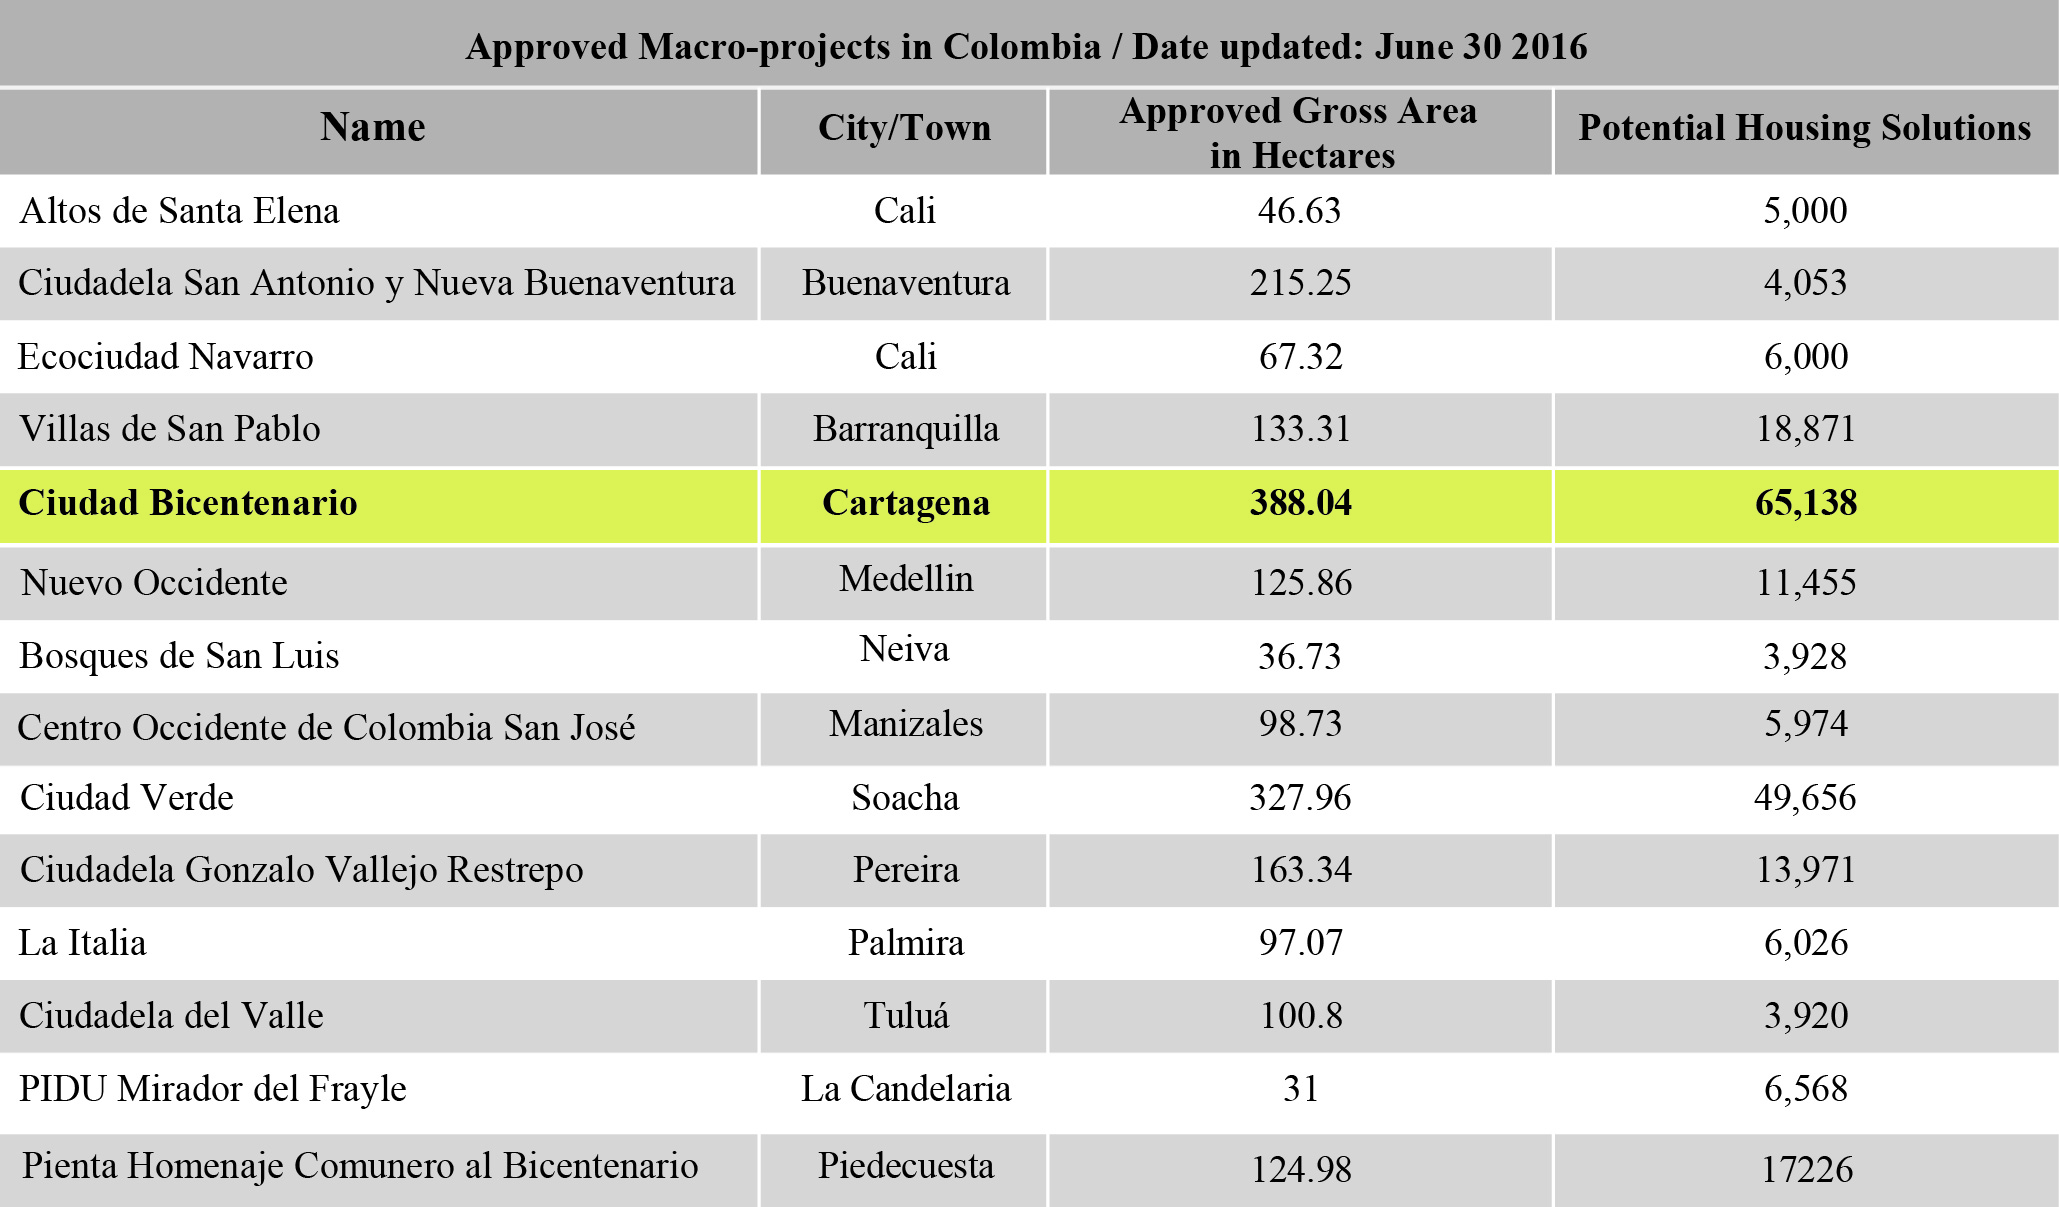 Approved Macro-projects in Colombia / Date updated: June 30 2016
Name City/Town Approved Gross Area in Hectares Potential Housing Solutions
Altos de Santa Elena Cali 46.63 5,000
Ciudadela San Antonio y Nueva Buenaventura Buenaventura 215.25 4,053
Ecociudad Navarro Cali 67.32 6,000
Villas de San Pablo Barranquilla 133.31 18,871
Ciudad Bicentenario Cartagena 388.04 65,138
Nuevo Occidente Medellin 125.86 11,455
Bosques de San Luis Neiva 36.73 3,928
Centro Occidente de Colombia San José Manizales 98.73 5,974
Ciudad Verde Soacha 327.96 49,656
Ciudadela Gonzalo Vallejo Restrepo Pereira 163.34 13,971
La Italia Palmira 97.07 6,026
Ciudadela del Valle Tuluá 100.8 3,920
PIDU Mirador del Frayle La Candelaria 31 6,568
Pienta Homenaje Comunero al Bicentenario Piedecuesta 124.98 17226